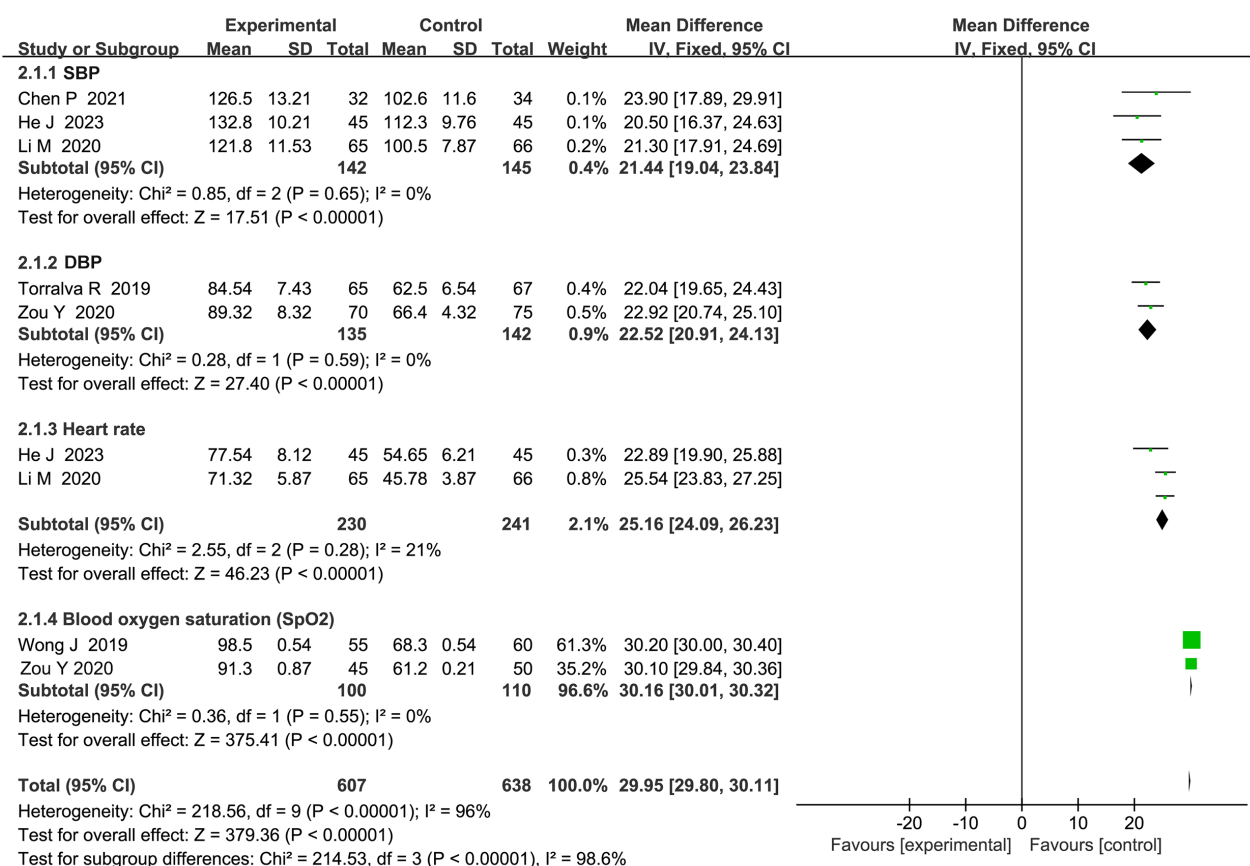 Experimental Control Mean Difference Mean Difference
Study or Subgroup Mean SD Total Mean SD Total Weight IV, Fixed, 95% CI IV, Fixed, 95% CI
2.1.1 SBP
Chen P 2021 126.5 13.21 32 102.6 11.6 34 0.1% 23.90 [17.89, 29.91]
He J 2023 132.8 10.21 45 112.3 9.76 45 0.1% 20.50 [16.37, 24.63]
Li M 2020 121.8 11.53 65 100.5 7.87 66 0.2% 21.30 [17.91, 24.69]
Subtotal (95% CI) 142 145 0.4% 21.44 [19.04, 23.84]
Heterogeneity: Chi² = 0.85, df = 2 (P = 0.65); I² = 0%
Test for overall effect: Z = 17.51 (P < 0.00001)
2.1.2 DBP
Torralva R 2019 84.54 7.43 65 62.5 6.54 67 0.4% 22.04 [19.65, 24.43]
Zou Y 2020 89.32 8.32 70 66.4 4.32 75 0.5% 22.92 [20.74, 25.10]
Subtotal (95% CI) 135 142 0.9% 22.52 [20.91, 24.13]
Heterogeneity: Chi² = 0.28, df = 1 (P = 0.59); I² = 0%
Test for overall effect: Z = 27.40 (P < 0.00001)
2.1.3 Heart rate
He J 2023 77.54 8.12 45 54.65 6.21 45 0.3% 22.89 [19.90, 25.88]
Li M 2020 71.32 5.87 65 45.78 3.87 66 0.8% 25.54 [23.83, 27.25]
Subtotal (95% CI) 230 241 2.1% 25.16 [24.09, 26.23]
Heterogeneity: Chi² = 2.55, df = 2 (P = 0.28); I² = 21%
Test for overall effect: Z = 46.23 (P < 0.00001)
2.1.4 Blood oxygen saturation (SpO2)
Wong J 2019 98.5 0.54 55 68.3 0.54 60 61.3% 30.20 [30.00, 30.40]
Zou Y 2020 91.3 0.87 45 61.2 0.21 50 35.2% 30.10 [29.84, 30.36]
Subtotal (95% CI) 100 110 96.6% 30.16 [30.01, 30.32]
Heterogeneity: Chi² = 0.36, df = 1 (P = 0.55); I² = 0%
Test for overall effect: Z = 375.41 (P < 0.00001)
Total (95% CI) 607 638 100.0% 29.95 [29.80, 30.11]
Heterogeneity: Chi² = 218.56, df = 9 (P < 0.00001); I² = 96%
Test for overall effect: Z = 379.36 (P < 0.00001)
Test for subgroup differences: Chi² = 214.53, df = 3 (P < 0.00001), I² = 98.6%
-20 -10 0 10 20
Favours [experimental] Favours [control]